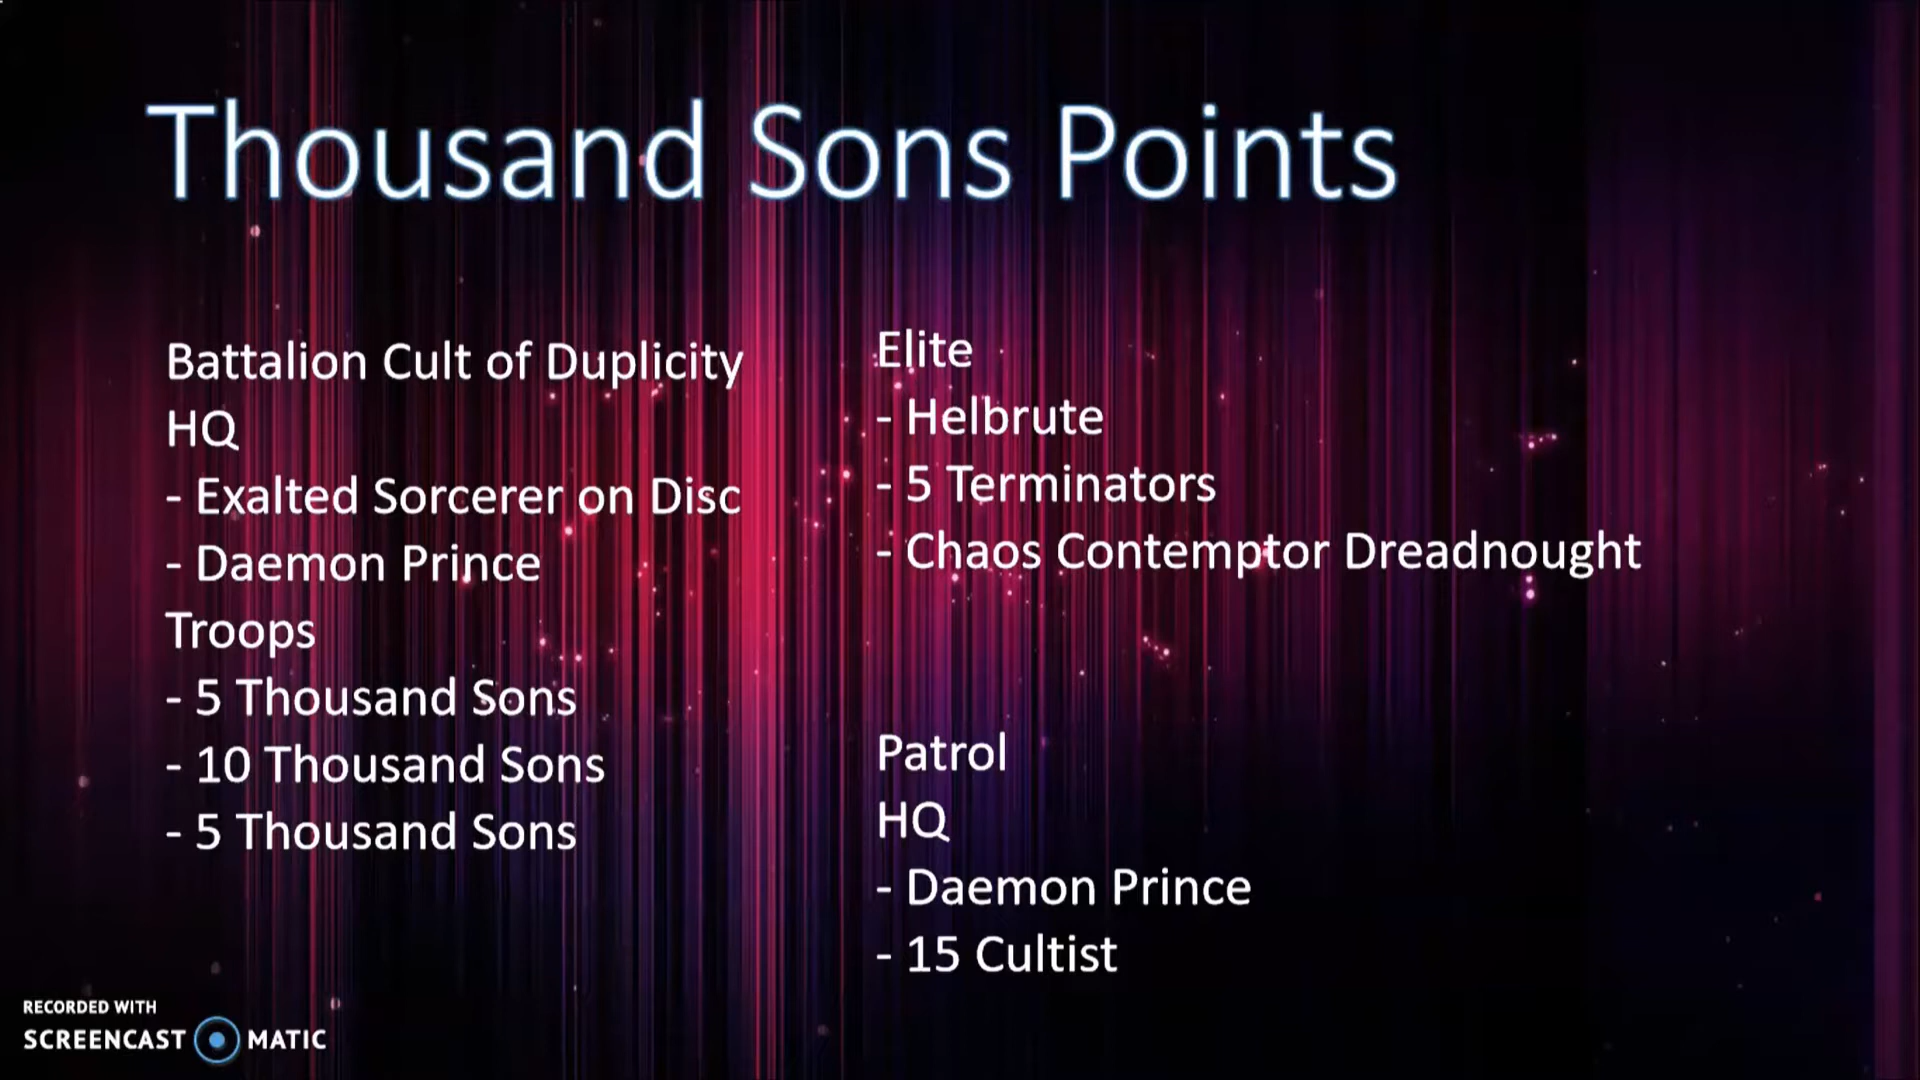 Thousand Sons Points
Battalion Cult of Duplicity
HQ
- Exalted Sorcerer on Disc
- Daemon Prince
Troops
- 5 Thousand Sons
- 10 Thousand Sons
- 5 Thousand Sons
Elite
- Helbrute
- 5 Terminators
- Chaos Contemptor Dreadnought
Patrol
HQ
- Daemon Prince
- 15 Cultist
RECORDED WITH
SCREENCAST MATIC